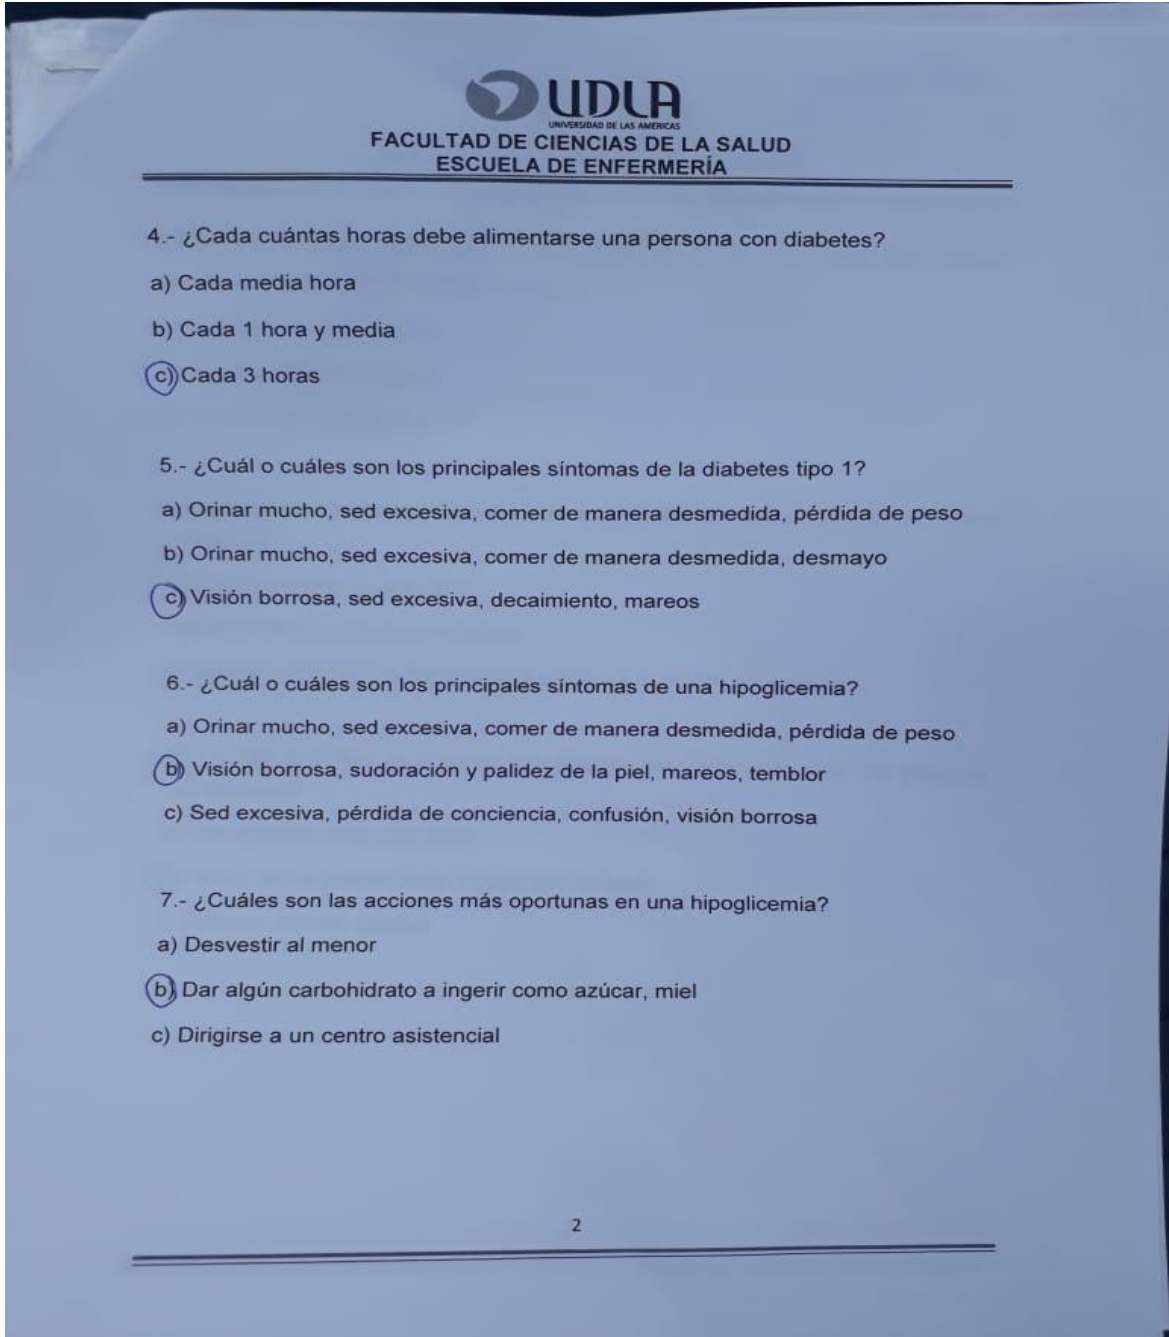 UDLA
UNIVERSIDAD DE LAS AMERICAS
FACULTAD DE CIENCIAS DE LA SALUD
ESCUELA DE ENFERMERÍA
4.- ¿Cada cuántas horas debe alimentarse una persona con diabetes?
a) Cada media hora
b) Cada 1 hora y media
c) Cada 3 horas
5.- ¿Cuál o cuáles son los principales síntomas de la diabetes tipo 1?
a) Orinar mucho, sed excesiva, comer de manera desmedida, pérdida de peso
b) Orinar mucho, sed excesiva, comer de manera desmedida, desmayo
c) Visión borrosa, sed excesiva, decaimiento, mareos
6.- ¿Cuál o cuáles son los principales síntomas de una hipoglicemia?
a) Orinar mucho, sed excesiva, comer de manera desmedida, pérdida de peso
b) Visión borrosa, sudoración y palidez de la piel, mareos, temblor
c) Sed excesiva, pérdida de conciencia, confusión, visión borrosa
7.- ¿Cuáles son las acciones más oportunas en una hipoglicemia?
a) Desvestir al menor
b) Dar algún carbohidrato a ingerir como azúcar, miel
c) Dirigirse a un centro asistencial
2